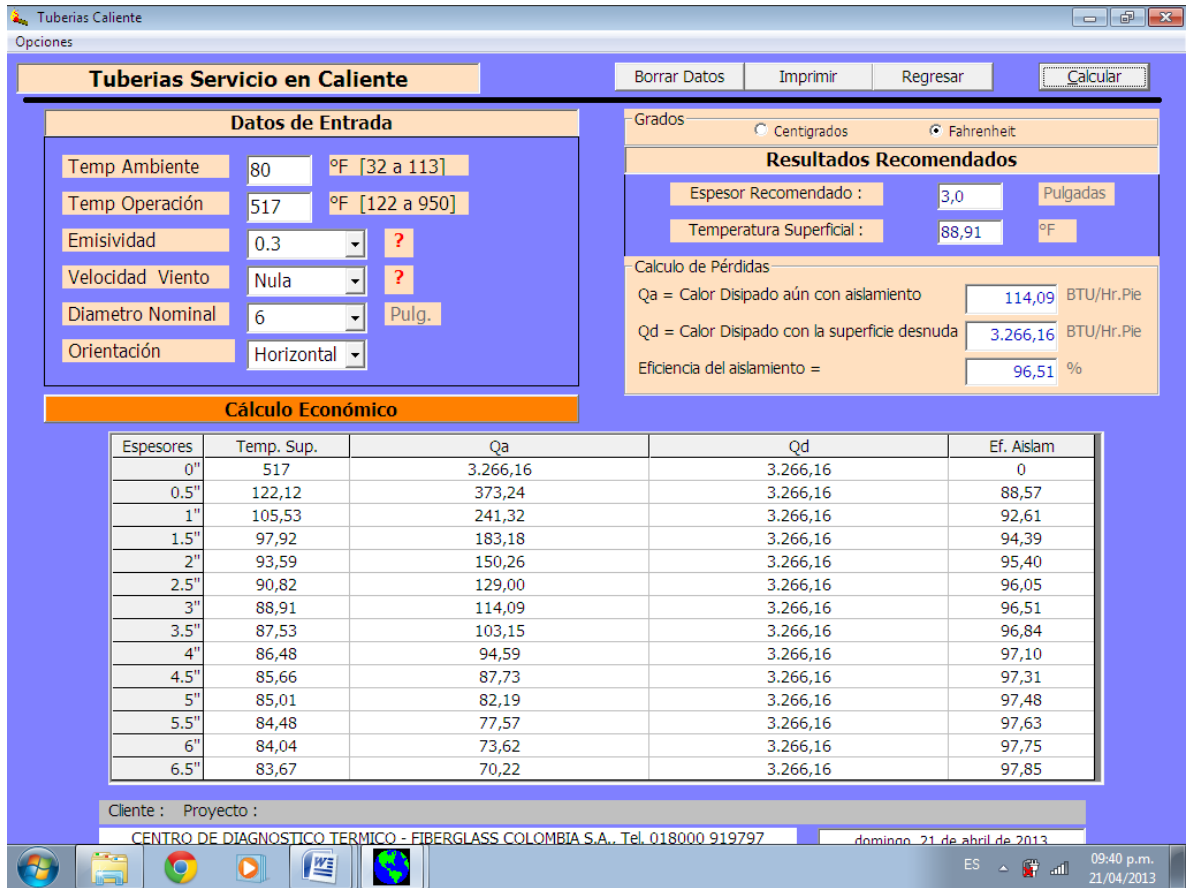 Tuberias Caliente
Opciones
Tuberias Servicio en Caliente
Borrar Datos Imprimir Regresar Calcular
Datos de Entrada
Temp Ambiente 80 ºF [32 a 113]
Temp Operación 517 ºF [122 a 950]
Emisividad 0.3 ?
Velocidad Viento Nula ?
Diametro Nominal 6 Pulg.
Orientación Horizontal
Grados
Centigrados Fahrenheit
Resultados Recomendados
Espesor Recomendado : 3,0 Pulgadas
Temperatura Superficial : 88,91 ºF
Calculo de Pérdidas
Qa = Calor Disipado aún con aislamiento 114,09 BTU/Hr.Pie
Qd = Calor Disipado con la superficie desnuda 3.266,16 BTU/Hr.Pie
Eficiencia del aislamiento = 96,51 %
Cálculo Económico
Espesores Temp. Sup. Qa Qd Ef. Aislam
0" 517 3.266,16 3.266,16 0
0.5" 122,12 373,24 3.266,16 88,57
1" 105,53 241,32 3.266,16 92,61
1.5" 97,92 183,18 3.266,16 94,39
2" 93,59 150,26 3.266,16 95,40
2.5" 90,82 129,00 3.266,16 96,05
3" 88,91 114,09 3.266,16 96,51
3.5" 87,53 103,15 3.266,16 96,84
4" 86,48 94,59 3.266,16 97,10
4.5" 85,66 87,73 3.266,16 97,31
5" 85,01 82,19 3.266,16 97,48
5.5" 84,48 77,57 3.266,16 97,63
6" 84,04 73,62 3.266,16 97,75
6.5" 83,67 70,22 3.266,16 97,85
Cliente : Proyecto :
CENTRO DE DIAGNOSTICO TERMICO - FIBERGLASS COLOMBIA S.A., Tel. 018000 919797
domingo, 21 de abril de 2013
ES
09:40 p.m.
21/04/2013